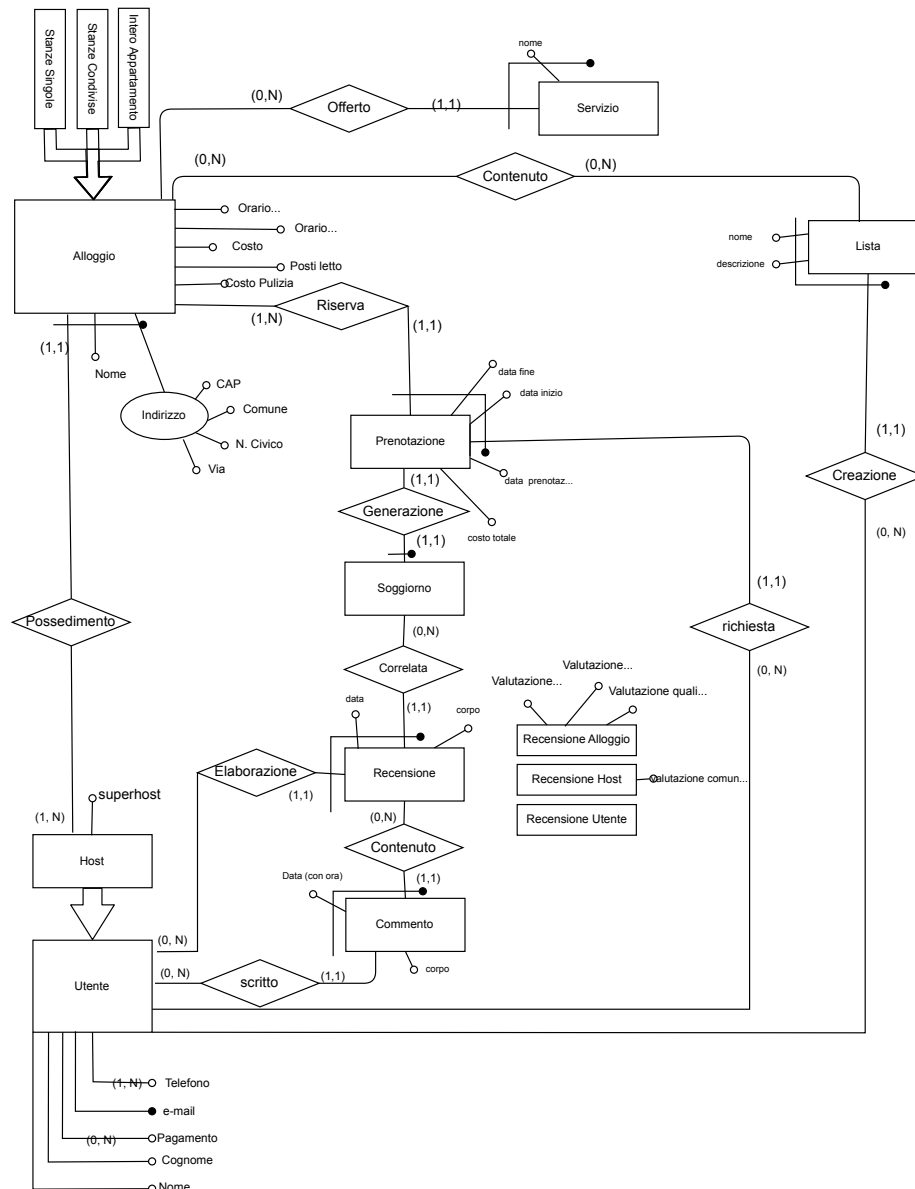 Stanze Singole
Stanze Condivise
Intero Appartamento
nome
(0,N)
Offerto
(1,1)
Servizio
(0,N)
Contenuto
(0,N)
Orario...
Orario...
Alloggio
Costo
Posti letto
Costo Pulizia
nome
descrizione
Lista
(1,N)
Riserva
(1,1)
(1,1)
Nome
data fine
data inizio
CAP
Indirizzo
Comune
N. Civico
Via
Prenotazione
(1,1)
(1,1)
data prenotaz...
Creazione
Generazione
costo totale
(0, N)
(1,1)
Soggiorno
(1,1)
Possedimento
(0,N)
richiesta
Correlata
Valutazione...
(0, N)
Valutazione...
Valutazione quali...
data
(1,1)
corpo
Recensione Alloggio
Elaborazione
Recensione
Recensione Host
Valutazione comun...
(1,1)
superhost
(1, N)
(0,N)
Recensione Utente
Contenuto
Host
Data (con ora)
(1,1)
Commento
(0, N)
(0, N)
scritto
(1,1)
corpo
Utente
(1, N)
Telefono
e-mail
(0, N)
Pagamento
Cognome
Nome